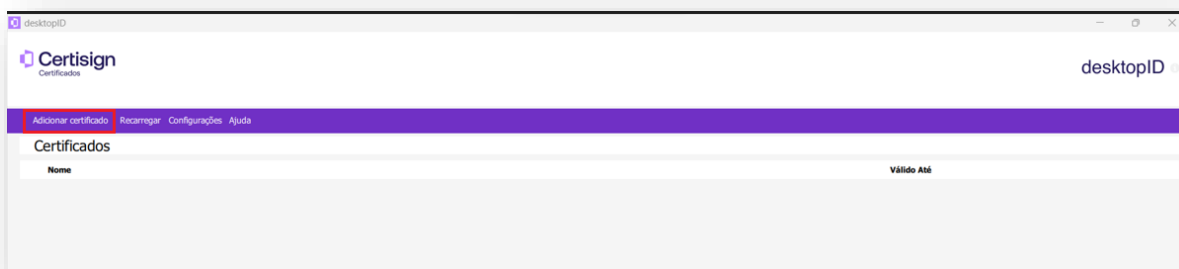 desktopID
Certisign
Certificados
desktopID
Adicionar certificado Recarregar Configurações Ajuda
Certificados
Nome Válido Até